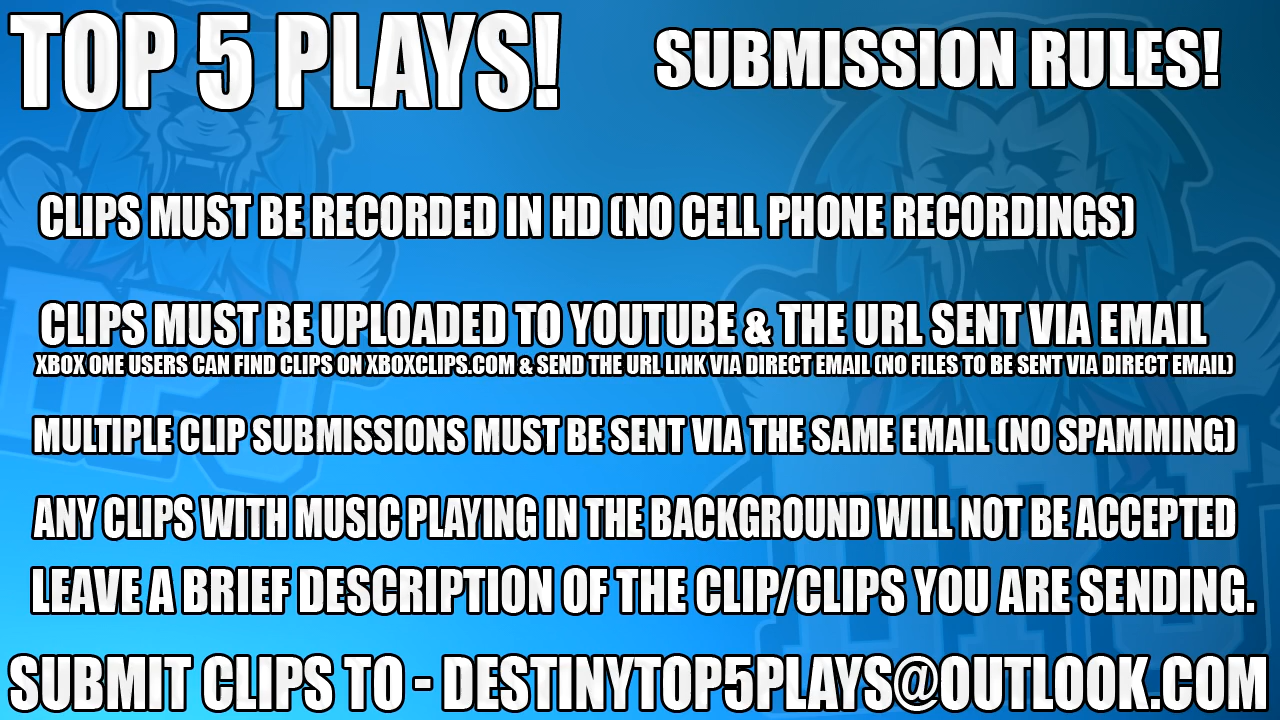 TOP 5 PLAYS!
SUBMISSION RULES!
CLIPS MUST BE RECORDED IN HD (NO CELL PHONE RECORDINGS)
CLIPS MUST BE UPLOADED TO YOUTUBE & THE URL SENT VIA EMAIL
XBOX ONE USERS CAN FIND CLIPS ON XBOXCLIPS.COM & SEND THE URL LINK VIA DIRECT EMAIL (NO FILES TO BE SENT VIA DIRECT EMAIL)
MULTIPLE CLIP SUBMISSIONS MUST BE SENT VIA THE SAME EMAIL (NO SPAMMING)
ANY CLIPS WITH MUSIC PLAYING IN THE BACKGROUND WILL NOT BE ACCEPTED
LEAVE A BRIEF DESCRIPTION OF THE CLIP/CLIPS YOU ARE SENDING.
SUBMIT CLIPS TO - DESTINYTOP5PLAYS@OUTLOOK.COM